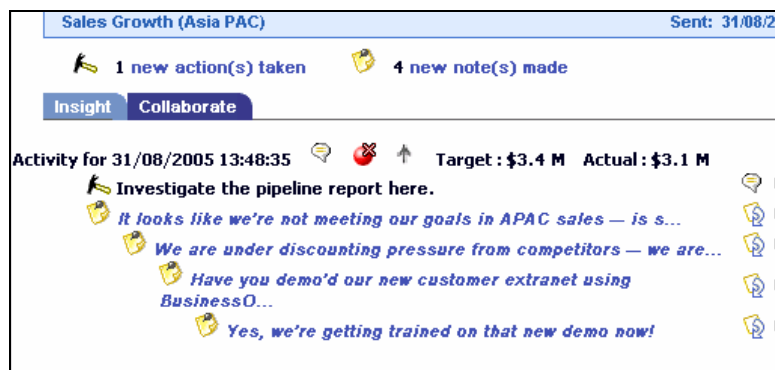 Sales Growth (Asia PAC) Sent: 31/08/2
1 new action(s) taken 4 new note(s) made
Insight Collaborate
Activity for 31/08/2005 13:48:35 Target : $3.4 M Actual : $3.1 M
Investigate the pipeline report here.
It looks like we're not meeting our goals in APAC sales — is s...
We are under discounting pressure from competitors — we are...
Have you demo'd our new customer extranet using
BusinessO...
Yes, we're getting trained on that new demo now!